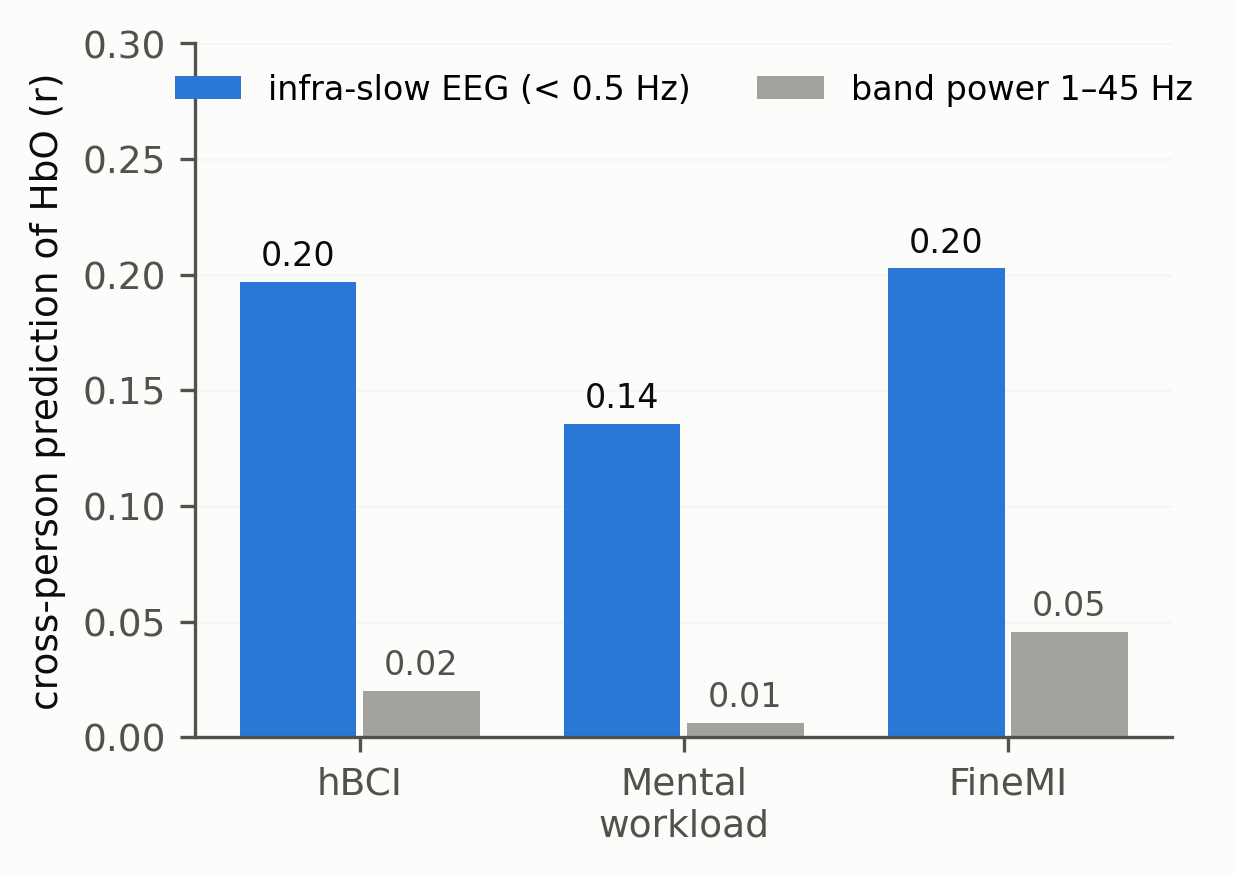 cross-person prediction of HbO (r)
0.30
0.25
0.20
0.15
0.10
0.05
0.00
infra-slow EEG (< 0.5 Hz)
band power 1–45 Hz
0.20
0.02
0.14
0.01
0.20
0.05
hBCI
Mental
workload
FineMI